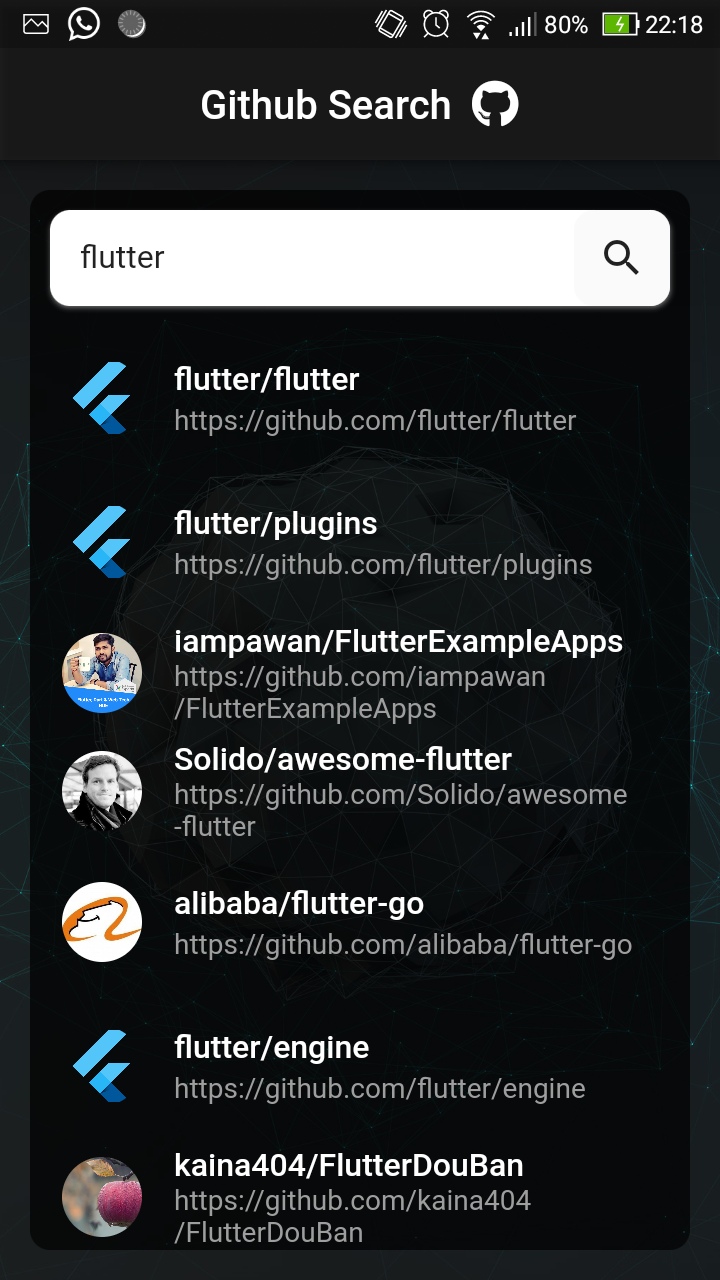 80% 22:18
Github Search
flutter
flutter/flutter
https://github.com/flutter/flutter
flutter/plugins
https://github.com/flutter/plugins
iampawan/FlutterExampleApps
https://github.com/iampawan
/FlutterExampleApps
Solido/awesome-flutter
https://github.com/Solido/awesome
-flutter
alibaba/flutter-go
https://github.com/alibaba/flutter-go
flutter/engine
https://github.com/flutter/engine
kaina404/FlutterDouBan
https://github.com/kaina404
/FlutterDouBan